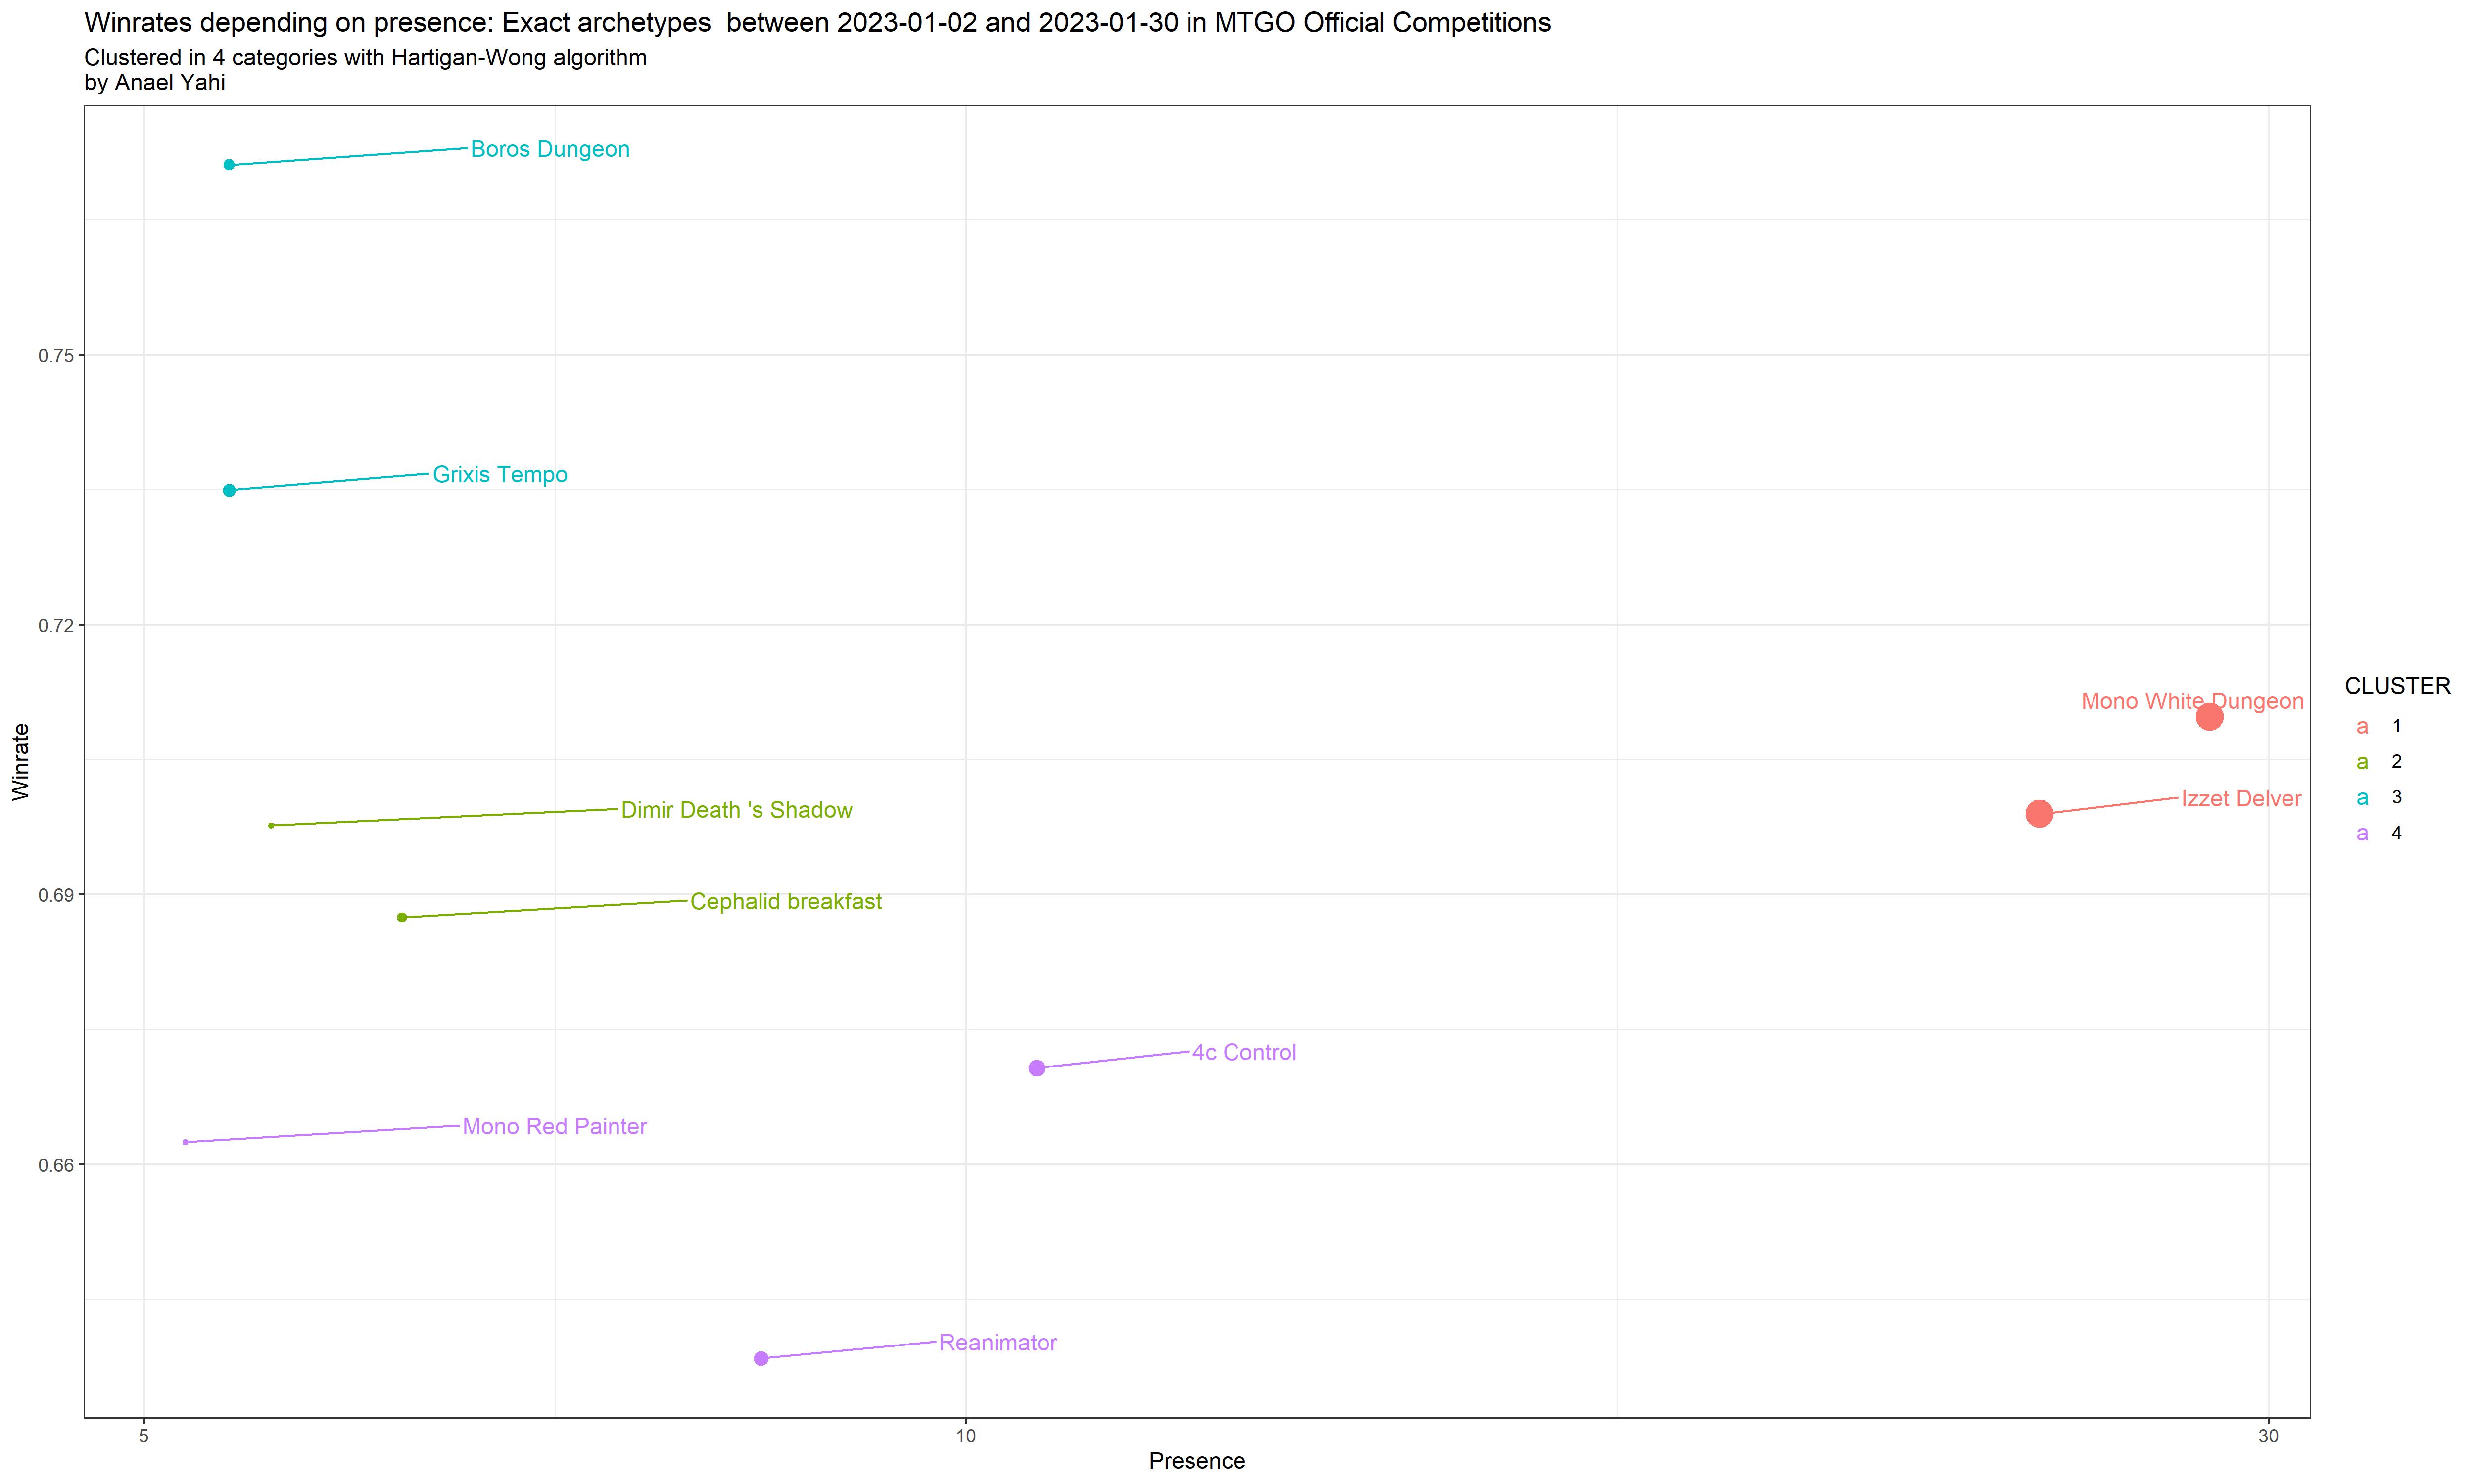 Winrates depending on presence: Exact archetypes  between 2023-01-02 and 2023-01-30 in MTGO Official Competitions
Clustered in 4 categories with Hartigan-Wong algorithm
by Anael Yahi
Boros Dungeon
0.75
Grixis Tempo
0.72
Mono White Dungeon
Izzet Delver
Dimir Death 's Shadow
0.69
Cephalid breakfast
4c Control
Mono Red Painter
0.66
Reanimator
Winrate
5
10
30
Presence
CLUSTER
a 1
a 2
a 3
a 4